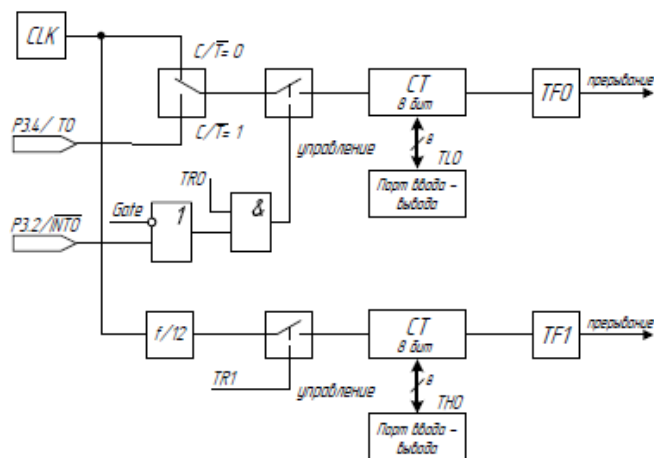 CLK
C/T̅= 0
P3.4/ T0
C/T̅= 1
управление
CT
8 бит
TF0
прерывание
8
TL0
Порт ввода –
вывода
TR0
Gate
P3.2/I̅N̅T̅0̅
1
&
f/12
TR1
управление
CT
8 бит
TF1
прерывание
8
TH0
Порт ввода –
вывода